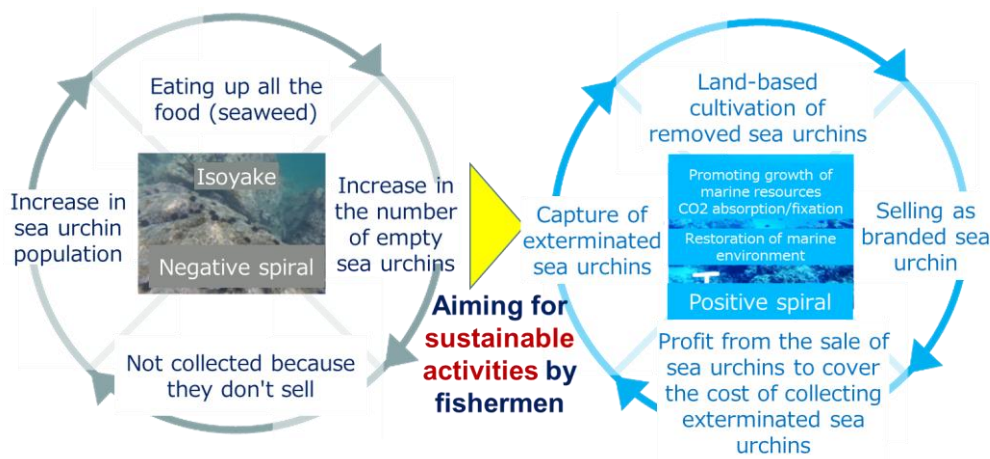 Eating up all the
food (seaweed)
Isoyake
Negative spiral
Increase in
sea urchin
population
Increase in
the number
of empty
sea urchins
Not collected because
they don't sell
Aiming for
sustainable
activities by
fishermen
Land-based
cultivation of
removed sea urchins
Promoting growth of
marine resources
CO2 absorption/fixation
Restoration of marine
environment
Positive spiral
Capture of
exterminated
sea urchins
Selling as
branded sea
urchin
Profit from the sale of
sea urchins to cover
the cost of collecting
exterminated sea
urchins